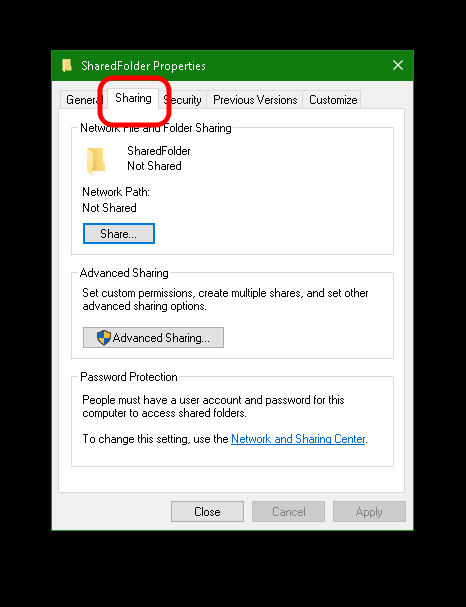 SharedFolder Properties
General Sharing Security Previous Versions Customize
Network File and Folder Sharing
SharedFolder
Not Shared
Network Path:
Not Shared
Share...
Advanced Sharing
Set custom permissions, create multiple shares, and set other
advanced sharing options.
Advanced Sharing...
Password Protection
People must have a user account and password for this
computer to access shared folders.
To change this setting, use the Network and Sharing Center.
Close Cancel Apply